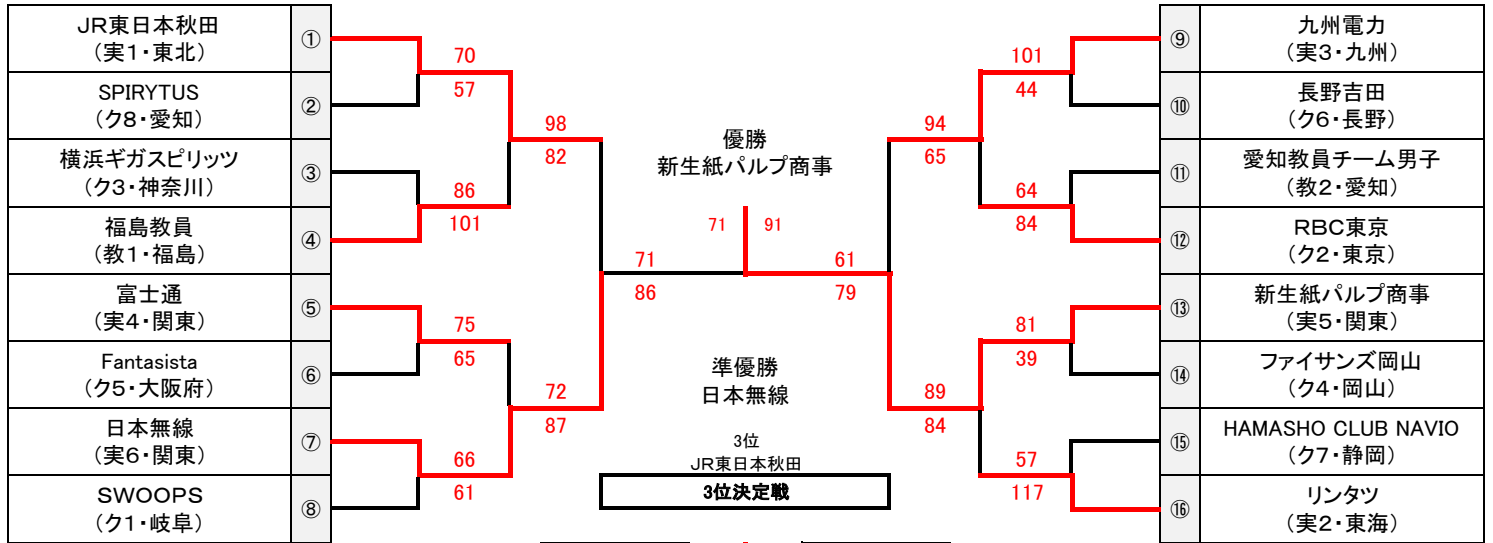 JR東日本秋田
(実1・東北)
①
SPIRYTUS
(ク8・愛知)
②
横浜ギガスピリッツ
(ク3・神奈川)
③
福島教員
(教1・福島)
④
富士通
(実4・関東)
⑤
Fantasista
(ク5・大阪府)
⑥
日本無線
(実6・関東)
⑦
SWOOPS
(ク1・岐阜)
⑧
70
57
86
101
75
65
66
61
98
82
72
87
71
86
優勝
新生紙パルプ商事
71
91
準優勝
日本無線
3位
JR東日本秋田
3位決定戦
61
79
94
65
89
84
101
44
64
84
81
39
57
117
⑨
九州電力
(実3・九州)
⑩
長野吉田
(ク6・長野)
⑪
愛知教員チーム男子
(教2・愛知)
⑫
RBC東京
(ク2・東京)
⑬
新生紙パルプ商事
(実5・関東)
⑭
ファイサンズ岡山
(ク4・岡山)
⑮
HAMASHO CLUB NAVIO
(ク7・静岡)
⑯
リンタツ
(実2・東海)